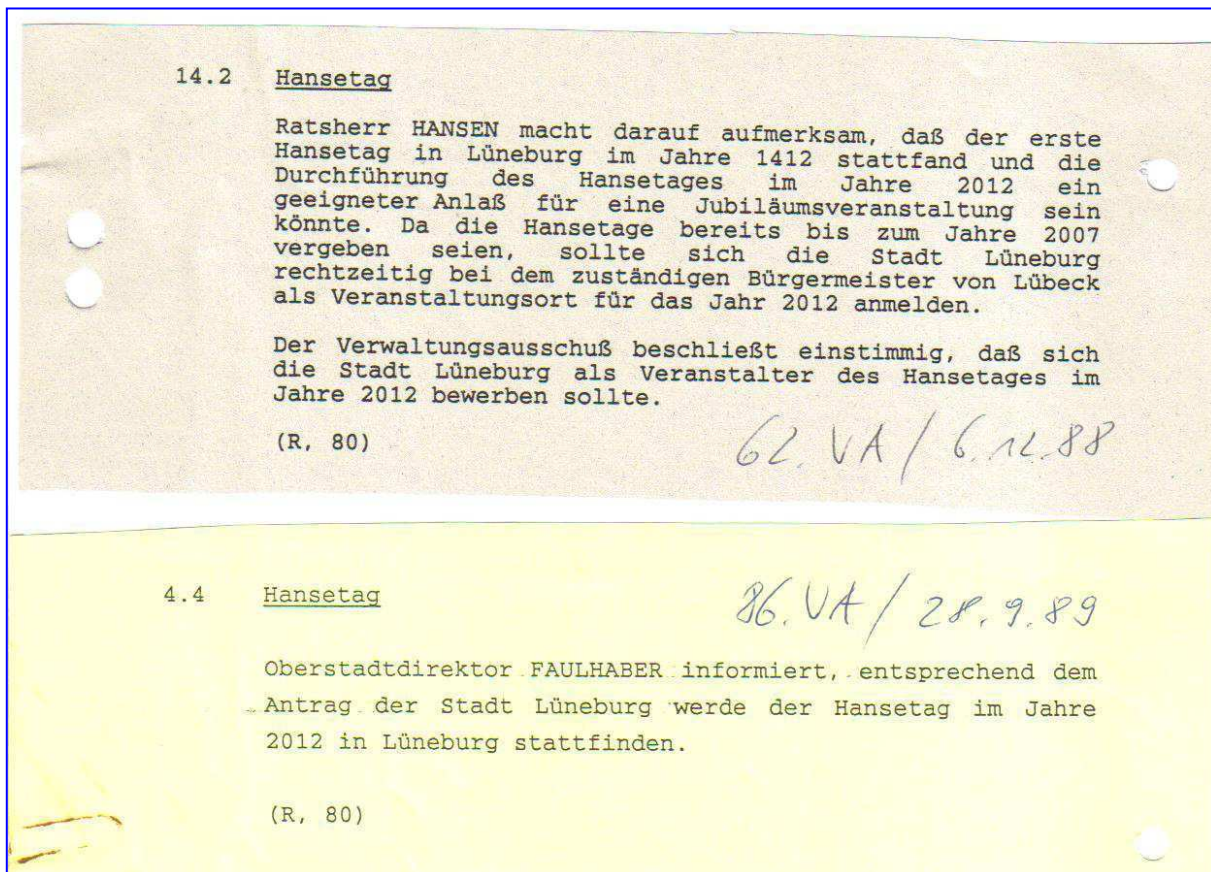 14.2 Hansetag
Ratsherr HANSEN macht darauf aufmerksam, daß der erste
Hansetag in Lüneburg im Jahre 1412 stattfand und die
Durchführung des Hansetages im Jahre 2012 ein
geeigneter Anlaß für eine Jubiläumsveranstaltung sein
könnte. Da die Hansetage bereits bis zum Jahre 2007
vergeben seien, sollte sich die Stadt Lüneburg
rechtzeitig bei dem zuständigen Bürgermeister von Lübeck
als Veranstaltungsort für das Jahr 2012 anmelden.
Der Verwaltungsausschuß beschließt einstimmig, daß sich
die Stadt Lüneburg als Veranstalter des Hansetages im
Jahre 2012 bewerben sollte.
(R, 80) 62. VA / 6.12.88
4.4 Hansetag 86. VA / 28.9.89
Oberstadtdirektor FAULHABER informiert, entsprechend dem
Antrag der Stadt Lüneburg werde der Hansetag im Jahre
2012 in Lüneburg stattfinden.
(R, 80)